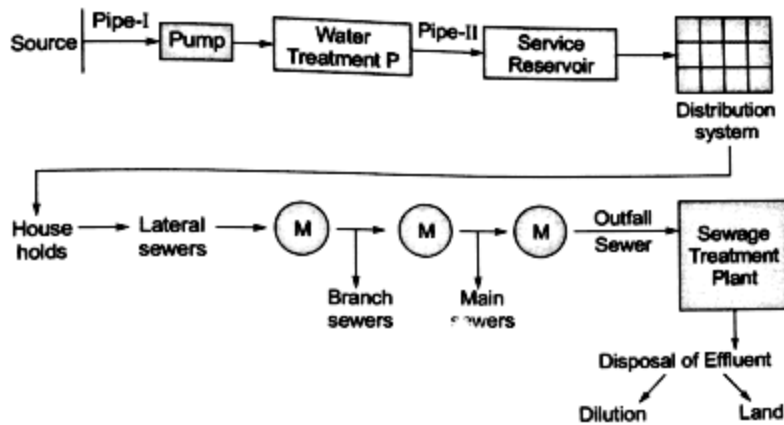 Source
Pipe-I
Pump
Water
Treatment P
Pipe-II
Service
Reservoir
Distribution
system
House
holds
Lateral
sewers
M
M
M
Outfall
Sewer
Sewage
Treatment
Plant
Branch
sewers
Main
sewers
Disposal of Effluent
Dilution
Land